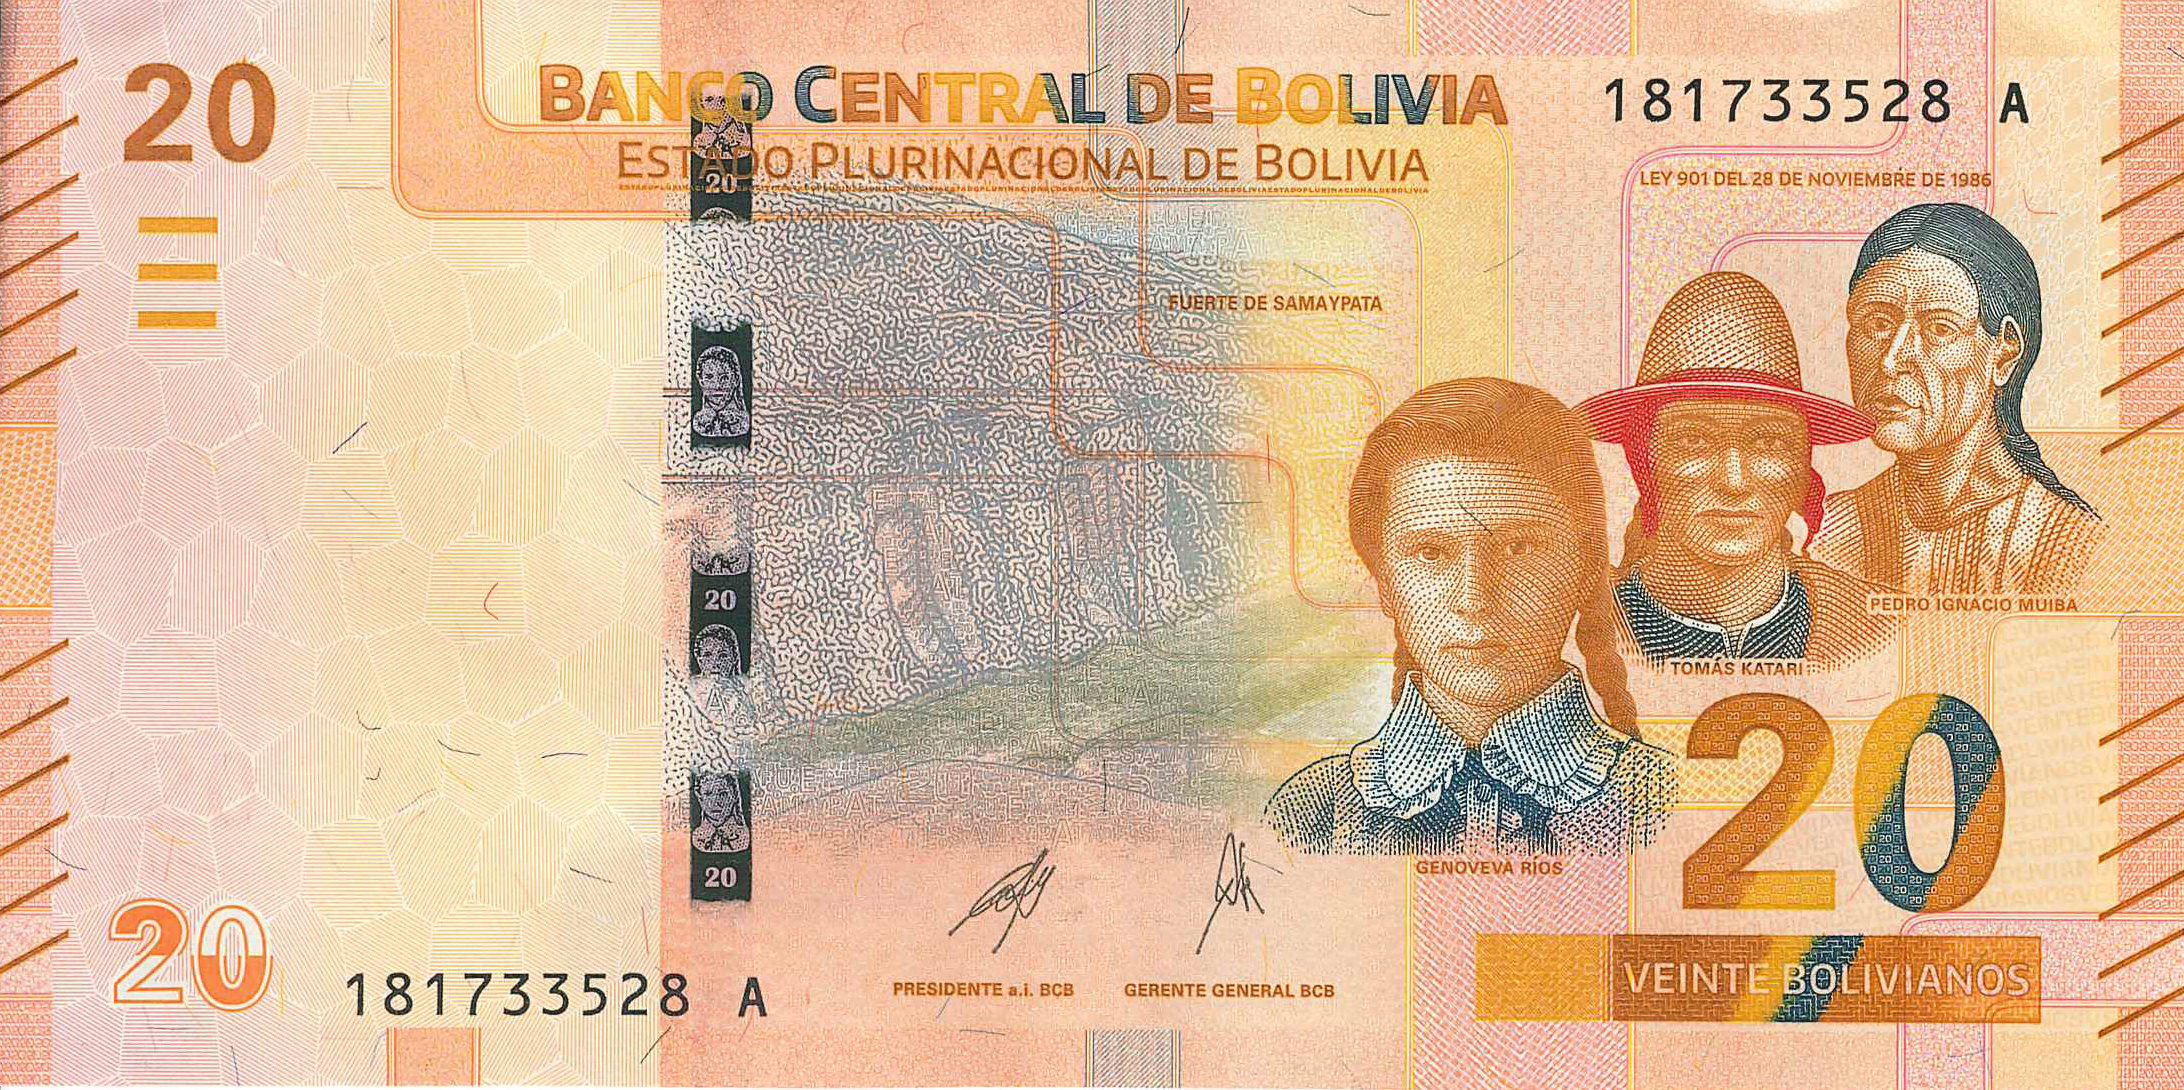 20
BANCO CENTRAL DE BOLIVIA
181733528 A
ESTADO PLURINACIONAL DE BOLIVIA
LEY 901 DEL 28 DE NOVIEMBRE DE 1986
20
FUERTE DE SAMAYPATA
20
PEDRO IGNACIO MUIBA
TOMÁS KATARI
20
GENOVEVA RÍOS
20
20
181733528 A
PRESIDENTE a.i. BCB
GERENTE GENERAL BCB
VEINTE BOLIVIANOS